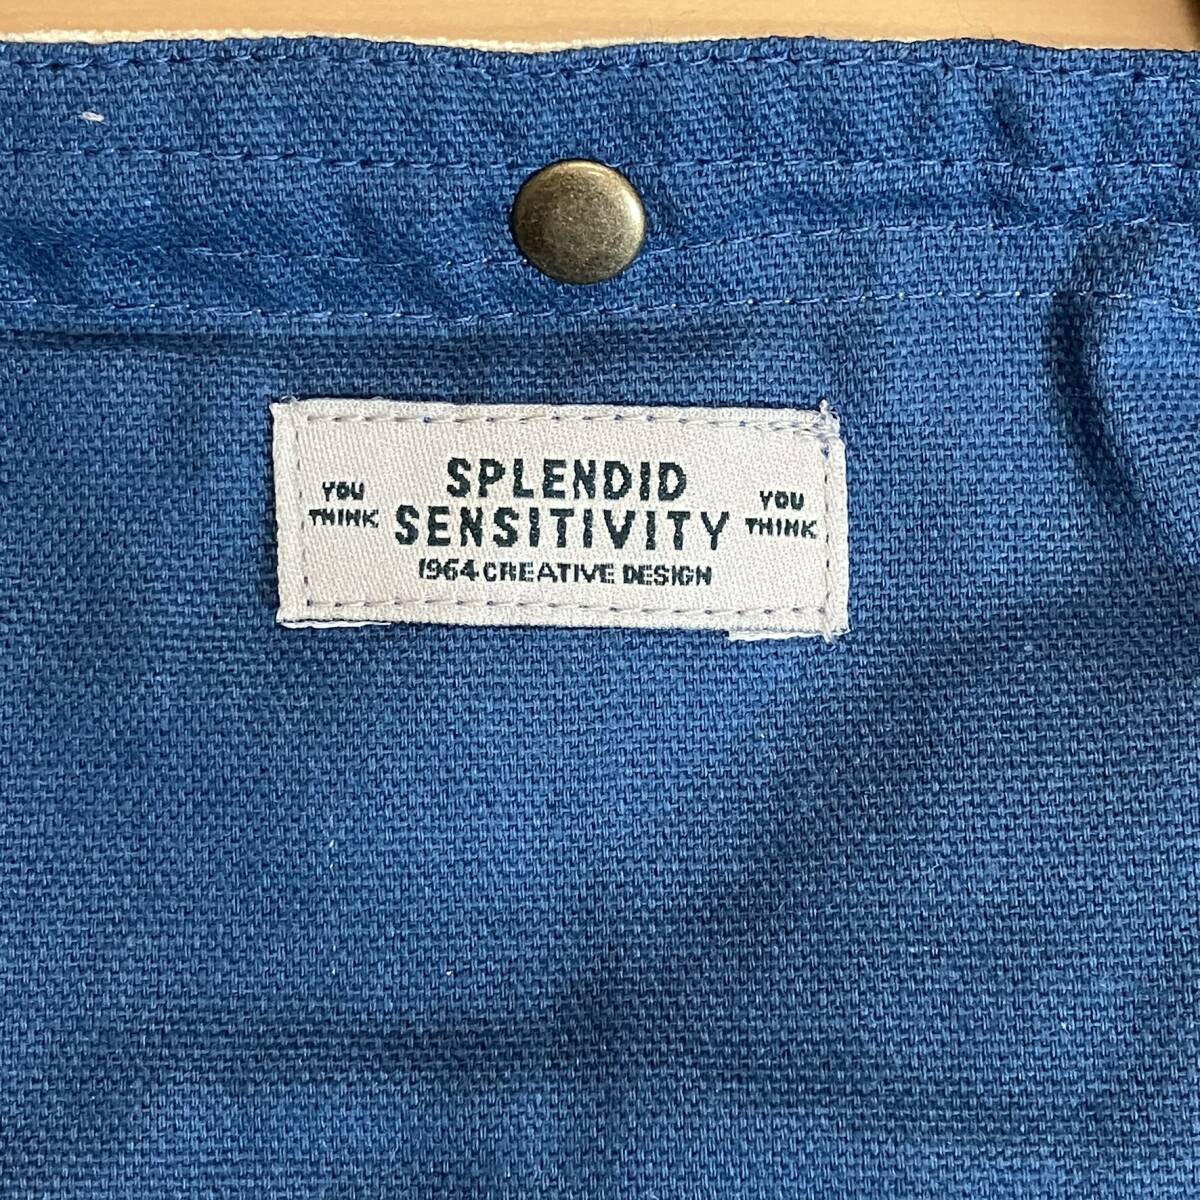 YOU THINK
SPLENDID
SENSITIVITY
1964 CREATIVE DESIGN
YOU THINK